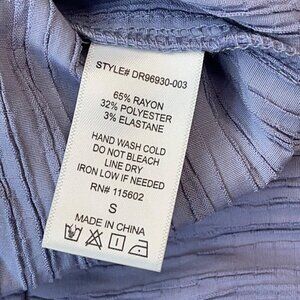 STYLE# DR96930-003
65% RAYON
32% POLYESTER
3% ELASTANE
HAND WASH COLD
DO NOT BLEACH
LINE DRY
IRON LOW IF NEEDED
RN# 115602
S
MADE IN CHINA